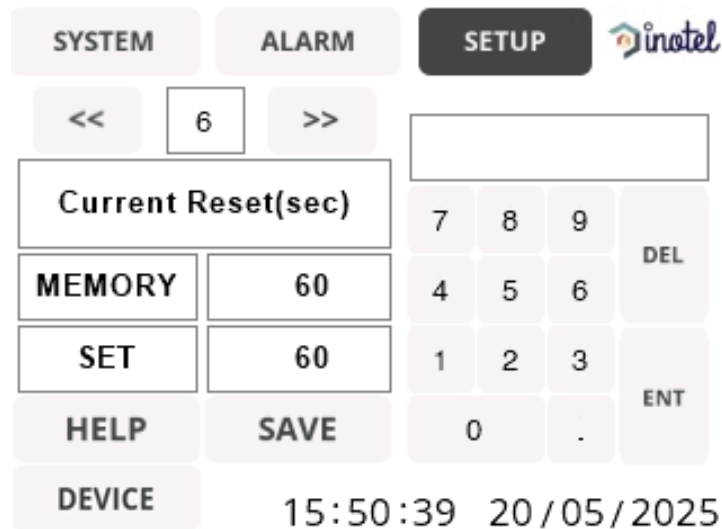 SYSTEM ALARM SETUP inotel
<< 6 >>
Current Reset(sec)
7 8 9 DEL
MEMORY 60
4 5 6
SET 60
1 2 3 ENT
HELP SAVE
0 .
DEVICE
15:50:39 20/05/2025